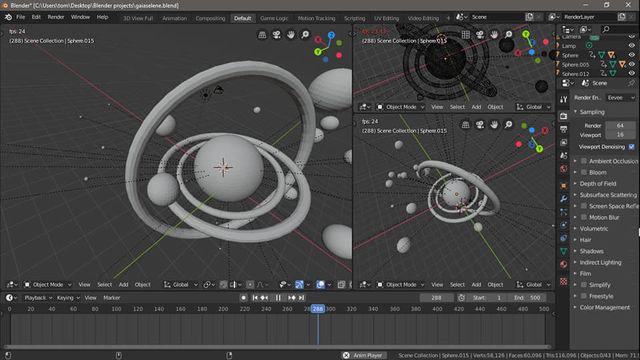 Blender* [C:\Users\tom\Desktop\Blender projects\gaiaselene.blend]
File Edit Render Window Help 3D View Full Default Game Logic Motion Tracking Scripting UV Editing Video Editing Scene RenderLayer
fps: 24
(288) Scene Collection | Sphere.015
(288) Scene Collection | Sphere.015
Camera
Lamp
Sphere
Sphere.005
Sphere.012
Object Mode View Select Add Object Global
fps: 24
(288) Scene Collection | Sphere.015
Scene
Render En... Eevee
Sampling
Render 64
Viewport 16
Viewport Denoising
Ambient Occlusion
Bloom
Depth of Field
Subsurface Scattering
Screen Space Refle
Motion Blur
Volumetric
Hair
Shadows
Indirect Lighting
Film
Simplify
Freestyle
Color Management
Object Mode View Select Add Object Global
Object Mode View Select Add Object Global
Playback Keying View Marker 288 Start: 1 End: 500
0 20 40 60 80 100 120 140 160 180 200 220 240 260 288 300 320 340 360 380 400 420 440 460 480 500
Anim Player Scene Collection | Sphere.015 | Verts:58,126 | Faces:60,096 | Tris:116,096 | Objects:0/43